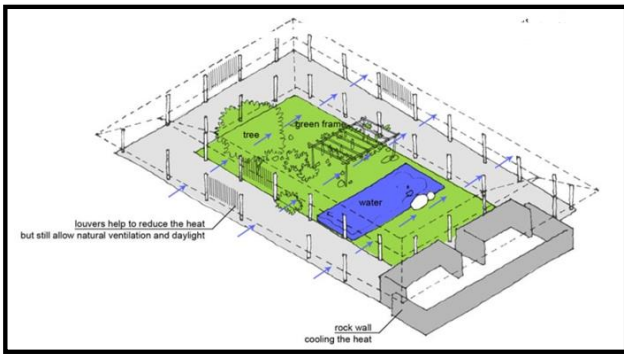 green frame
tree
water
louvers help to reduce the heat
but still allow natural ventilation and daylight
rock wall
cooling the heat